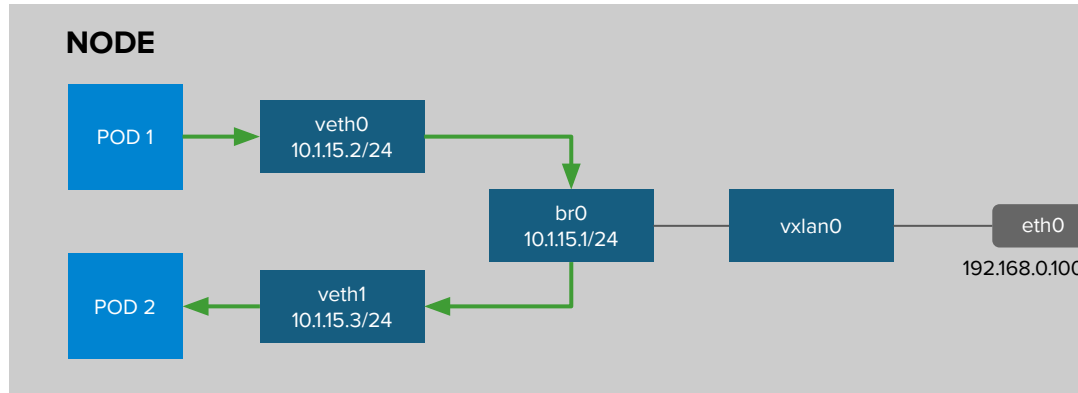 NODE
POD 1
veth0
10.1.15.2/24
br0
10.1.15.1/24
vxlan0
eth0
192.168.0.100
POD 2
veth1
10.1.15.3/24